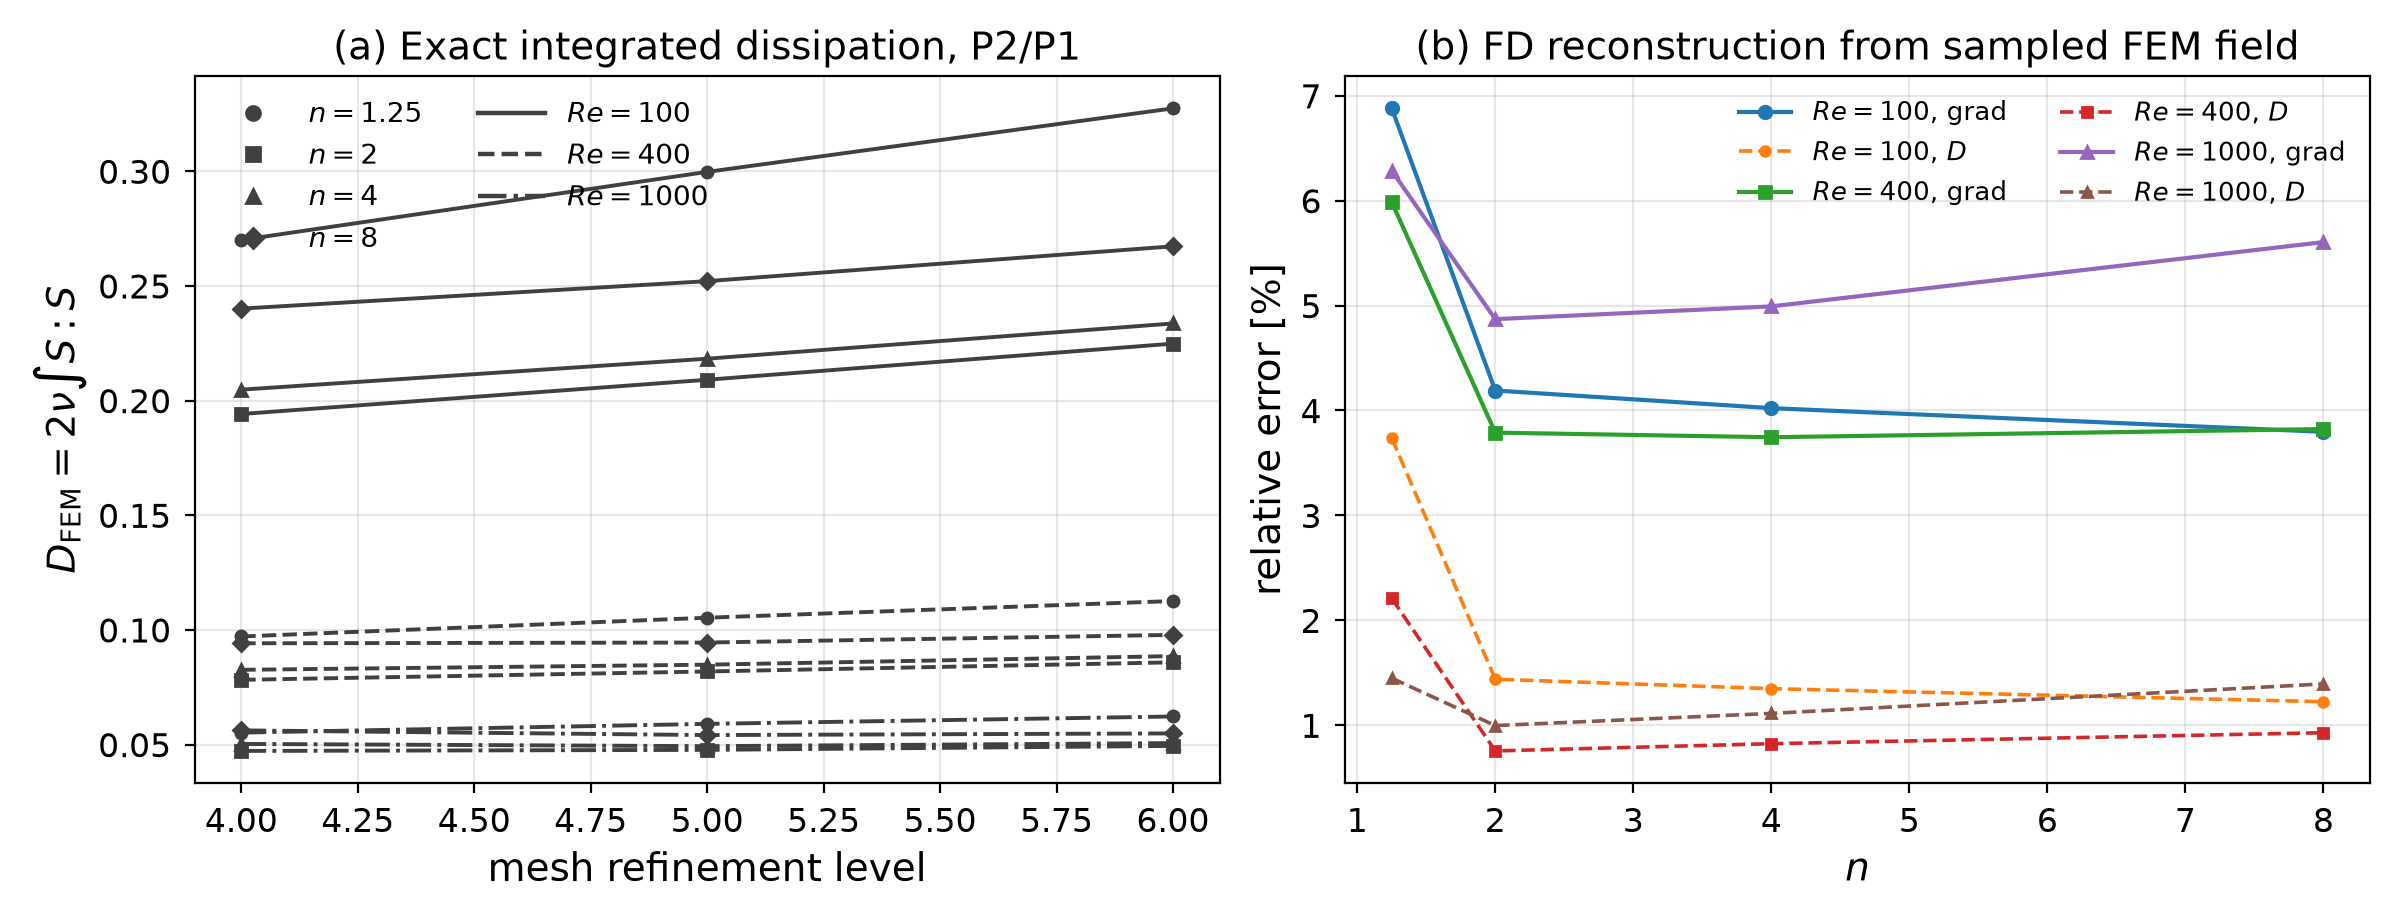 (a) Exact integrated dissipation, P2/P1
n = 1.25
n = 2
n = 4
n = 8
Re = 100
Re = 400
Re = 1000
0.30
0.25
0.20
0.15
0.10
0.05
D_FEM = 2ν∫S : S
4.00 4.25 4.50 4.75 5.00 5.25 5.50 5.75 6.00
mesh refinement level
(b) FD reconstruction from sampled FEM field
Re = 100, grad
Re = 100, D
Re = 400, grad
Re = 400, D
Re = 1000, grad
Re = 1000, D
7
6
5
4
3
2
1
relative error [%]
1 2 3 4 5 6 7 8
n